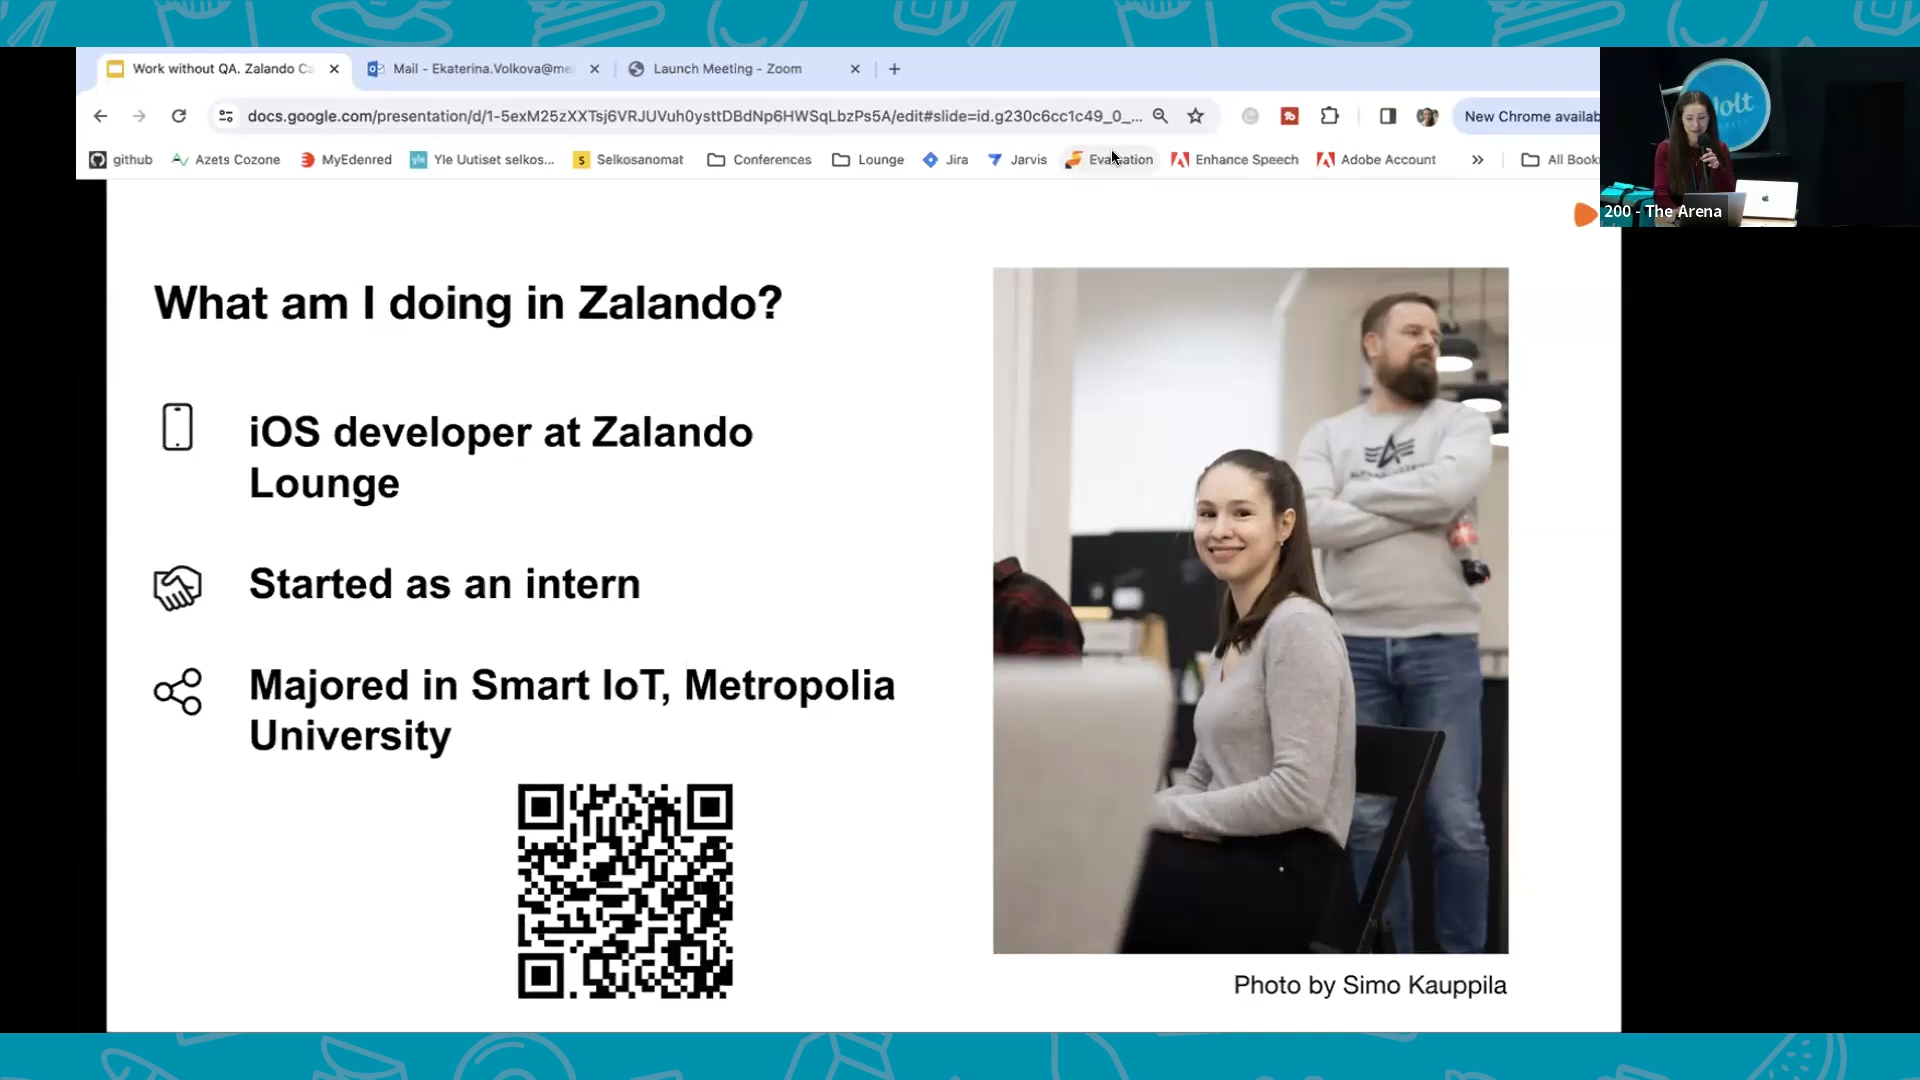 Work without QA. Zalando Ca
Mail - Ekaterina.Volkova@me
Launch Meeting - Zoom
docs.google.com/presentation/d/1-5exM25zXXTsj6VRJUVuh0ysttDBdNp6HWSqLbzPs5A/edit#slide=id.g230c6cc1c49_0_...
New Chrome availab
github
Azets Cozone
MyEdenred
yle
Yle Uutiset selkos...
S
Selkosanomat
Conferences
Lounge
Jira
Jarvis
Evaluation
Enhance Speech
Adobe Account
»
All Book
200 - The Arena
What am I doing in Zalando?
iOS developer at Zalando
Lounge
Started as an intern
Majored in Smart IoT, Metropolia
University
Photo by Simo Kauppila